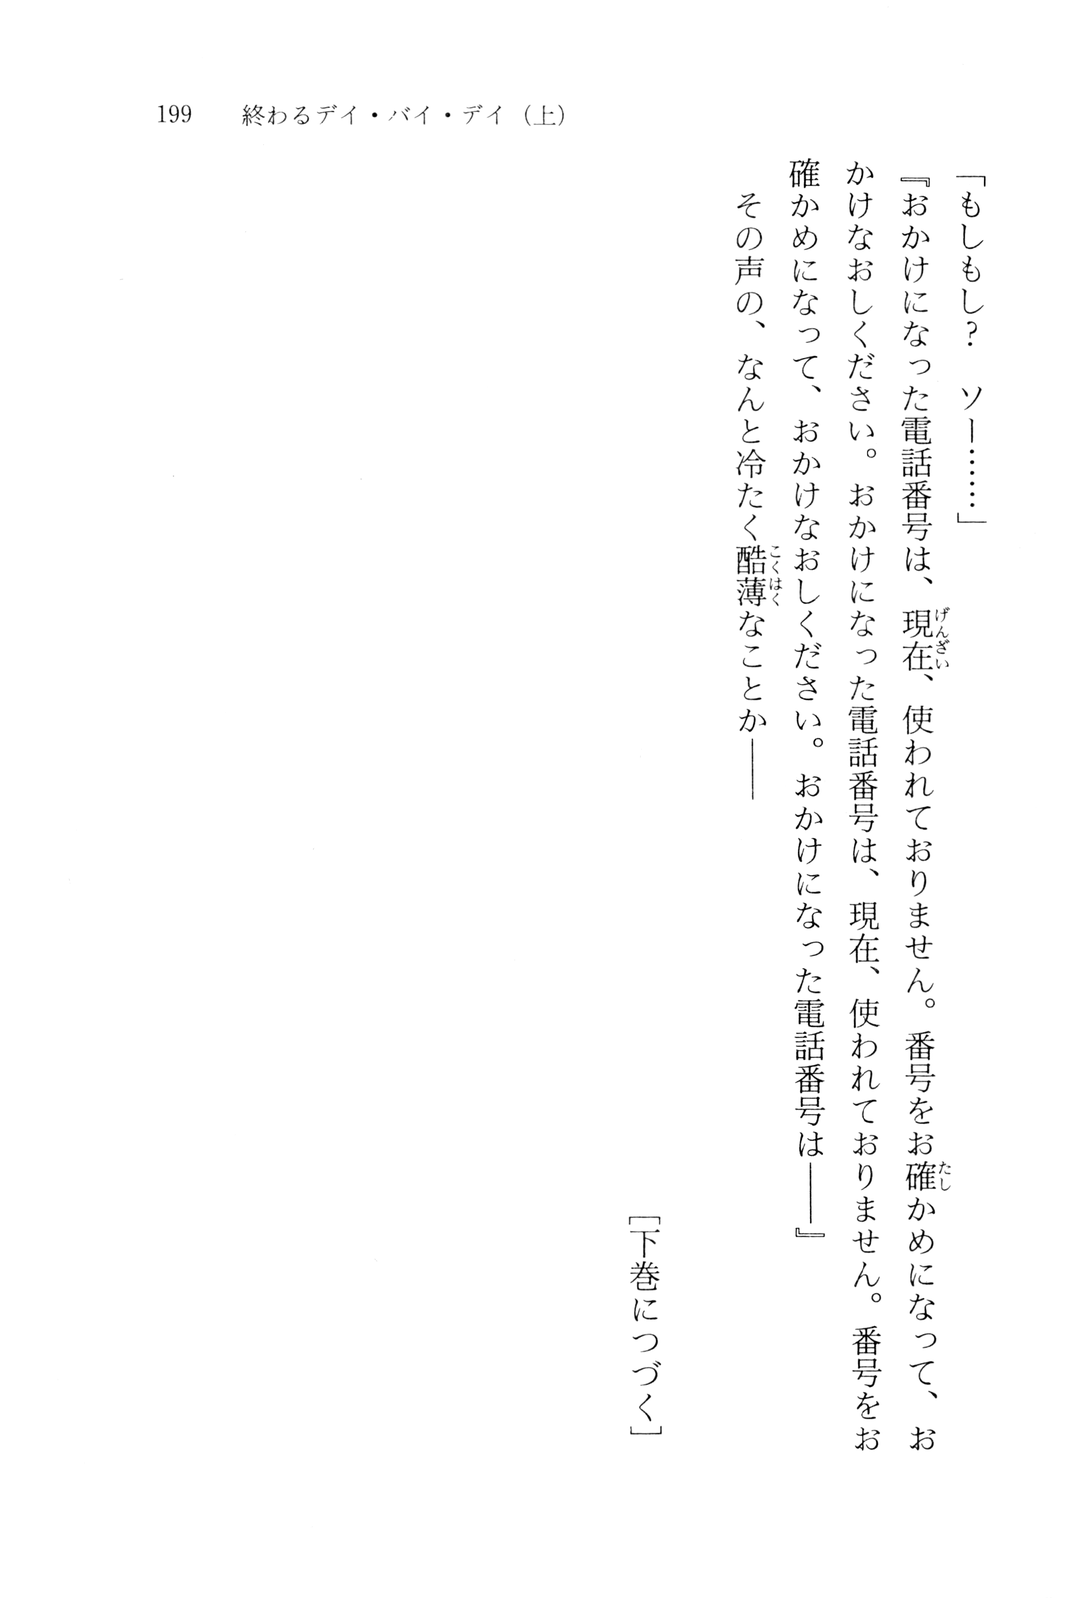 199　終わるデイ・バイ・デイ（上）
「もしもし？　ソー……」
『おかけになった電話番号は、現在、使われておりません。番号をお確かめになって、お
かけなおしください。おかけになった電話番号は、現在、使われておりません。番号をお
確かめになって、おかけなおしください。おかけになった電話番号は――』
　その声の、なんと冷たく酷薄なことか――
［下巻につづく］